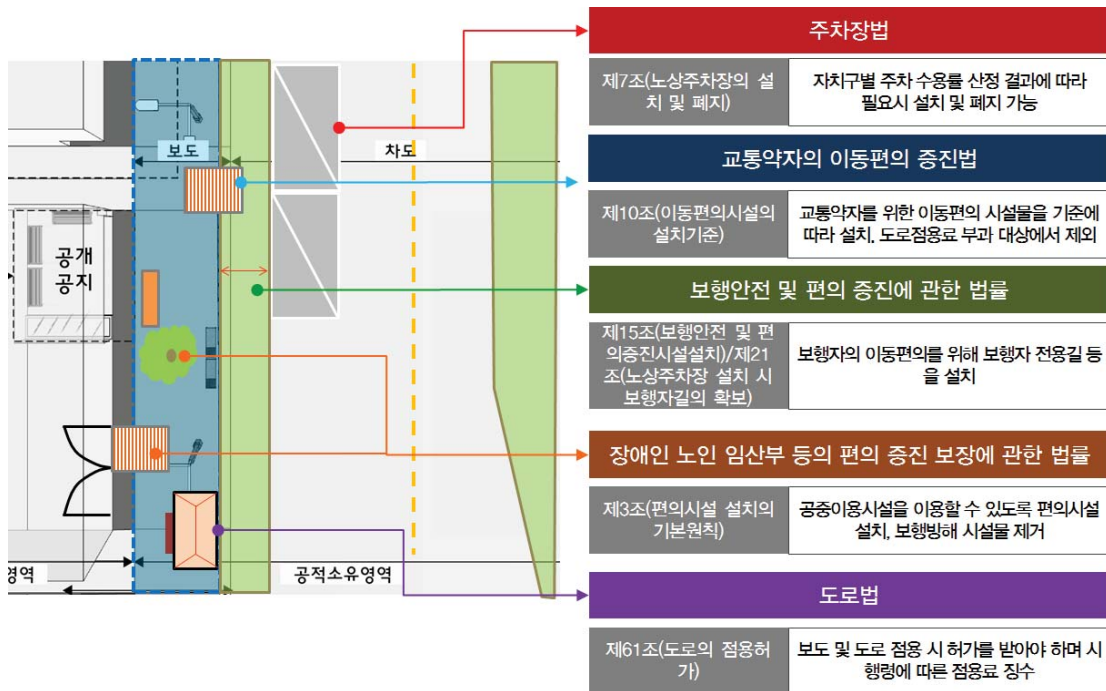 주차장법
제7조(노상주차장의 설
치 및 폐지)
자치구별 주차 수용률 산정 결과에 따라
필요시 설치 및 폐지 가능
보도
차도
교통약자의 이동편의 증진법
제10조(이동편의시설의
설치기준)
교통약자를 위한 이동편의 시설물을 기준에
따라 설치, 도로점용료 부과 대상에서 제외
공개
공지
보행안전 및 편의 증진에 관한 법률
제15조(보행안전 및 편
의증진시설설치)/제21
조(노상주차장 설치 시
보행자길의 확보)
보행자의 이동편의를 위해 보행자 전용길 등
을 설치
장애인 노인 임산부 등의 편의 증진 보장에 관한 법률
제3조(편의시설 설치의
기본원칙)
공중이용시설을 이용할 수 있도록 편의시설
설치, 보행방해 시설물 제거
영역
공적소유영역
도로법
제61조(도로의 점용허
가)
보도 및 도로 점용 시 허가를 받아야 하며 시
행령에 따른 점용료 징수